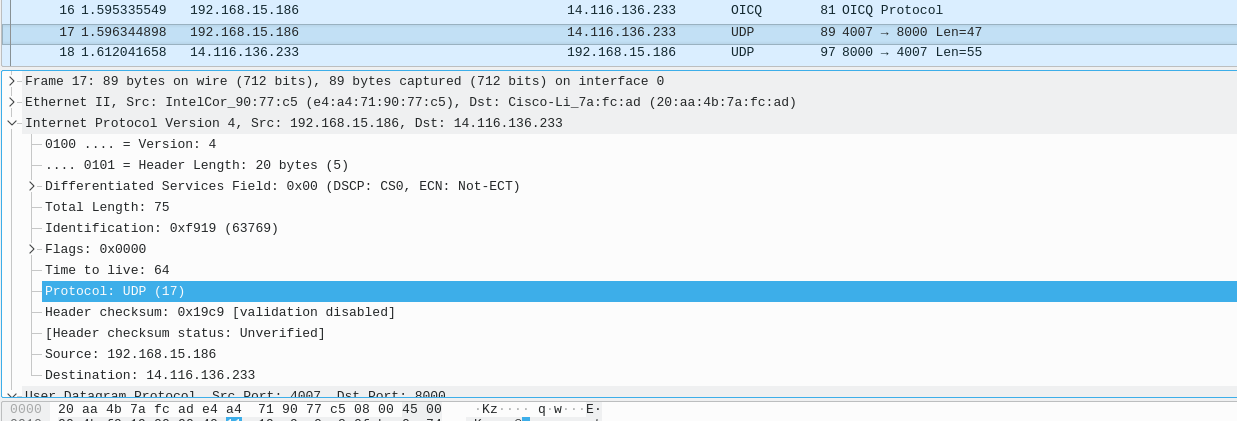 16 1.595335549 192.168.15.186 14.116.136.233 OICQ 81 OICQ Protocol
17 1.596344898 192.168.15.186 14.116.136.233 UDP 89 4007 → 8000 Len=47
18 1.612041658 14.116.136.233 192.168.15.186 UDP 97 8000 → 4007 Len=55
Frame 17: 89 bytes on wire (712 bits), 89 bytes captured (712 bits) on interface 0
Ethernet II, Src: IntelCor_90:77:c5 (e4:a4:71:90:77:c5), Dst: Cisco-Li_7a:fc:ad (20:aa:4b:7a:fc:ad)
Internet Protocol Version 4, Src: 192.168.15.186, Dst: 14.116.136.233
0100 .... = Version: 4
.... 0101 = Header Length: 20 bytes (5)
Differentiated Services Field: 0x00 (DSCP: CS0, ECN: Not-ECT)
Total Length: 75
Identification: 0xf919 (63769)
Flags: 0x0000
Time to live: 64
Protocol: UDP (17)
Header checksum: 0x19c9 [validation disabled]
[Header checksum status: Unverified]
Source: 192.168.15.186
Destination: 14.116.136.233
User Datagram Protocol, Src Port: 4007, Dst Port: 8000
0000 20 aa 4b 7a fc ad e4 a4 71 90 77 c5 08 00 45 00 ·Kz···· q·w···E·